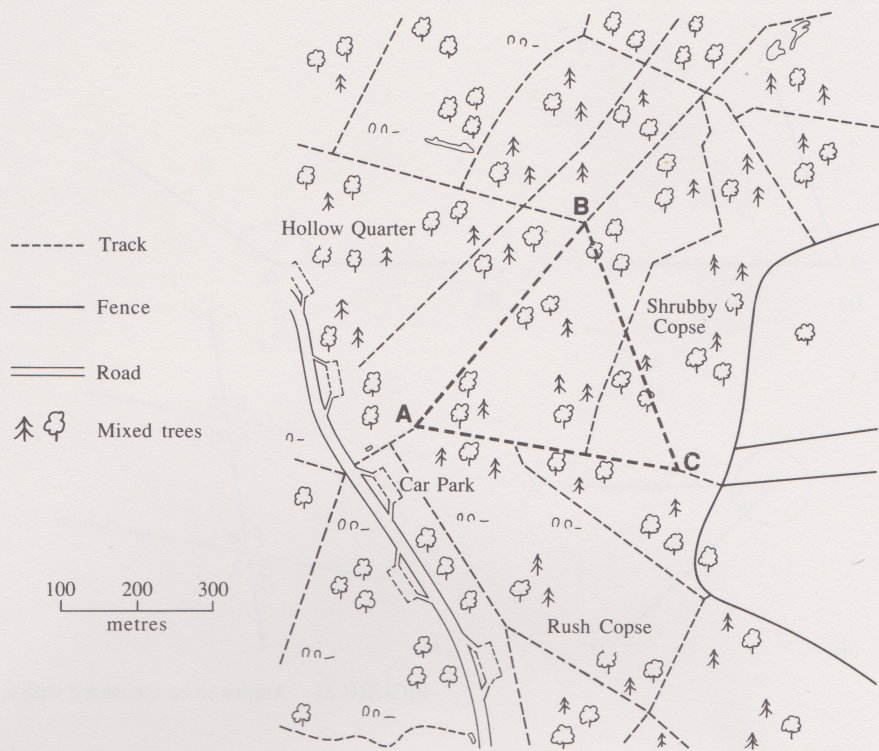 B
Hollow Quarter
Track
Fence
Shrubby
Copse
Road
A
Mixed trees
C
Car Park
100 200 300
metres
Rush Copse